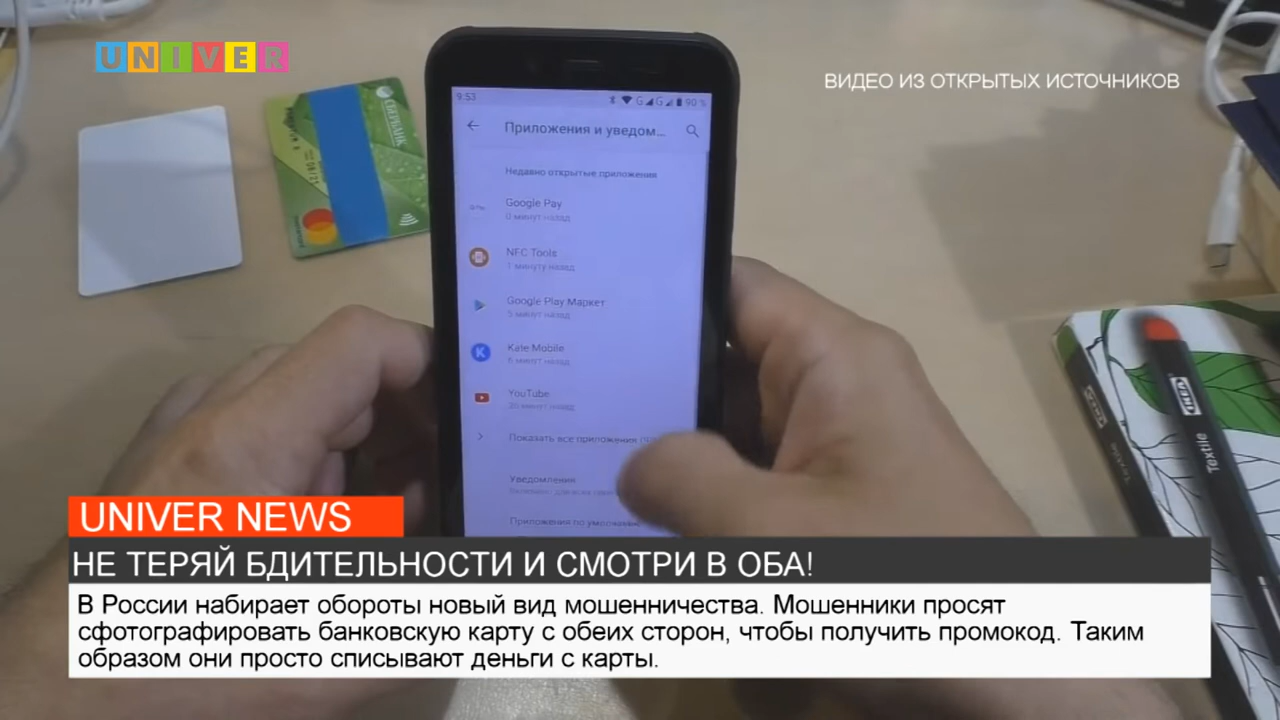 UNIVER
ВИДЕО ИЗ ОТКРЫТЫХ ИСТОЧНИКОВ
СБЕРБАНК
9:53
90 %
Приложения и уведом...
Недавно открытые приложения
Google Pay
0 минут назад
NFC Tools
1 минуту назад
Google Play Маркет
5 минут назад
Kate Mobile
6 минут назад
YouTube
20 минут назад
Показать все приложения
Уведомления
Приложения по умолчанию
IKEA
Textile
IKEA
UNIVER NEWS
НЕ ТЕРЯЙ БДИТЕЛЬНОСТИ И СМОТРИ В ОБА!
В России набирает обороты новый вид мошенничества. Мошенники просят
сфотографировать банковскую карту с обеих сторон, чтобы получить промокод. Таким
образом они просто списывают деньги с карты.